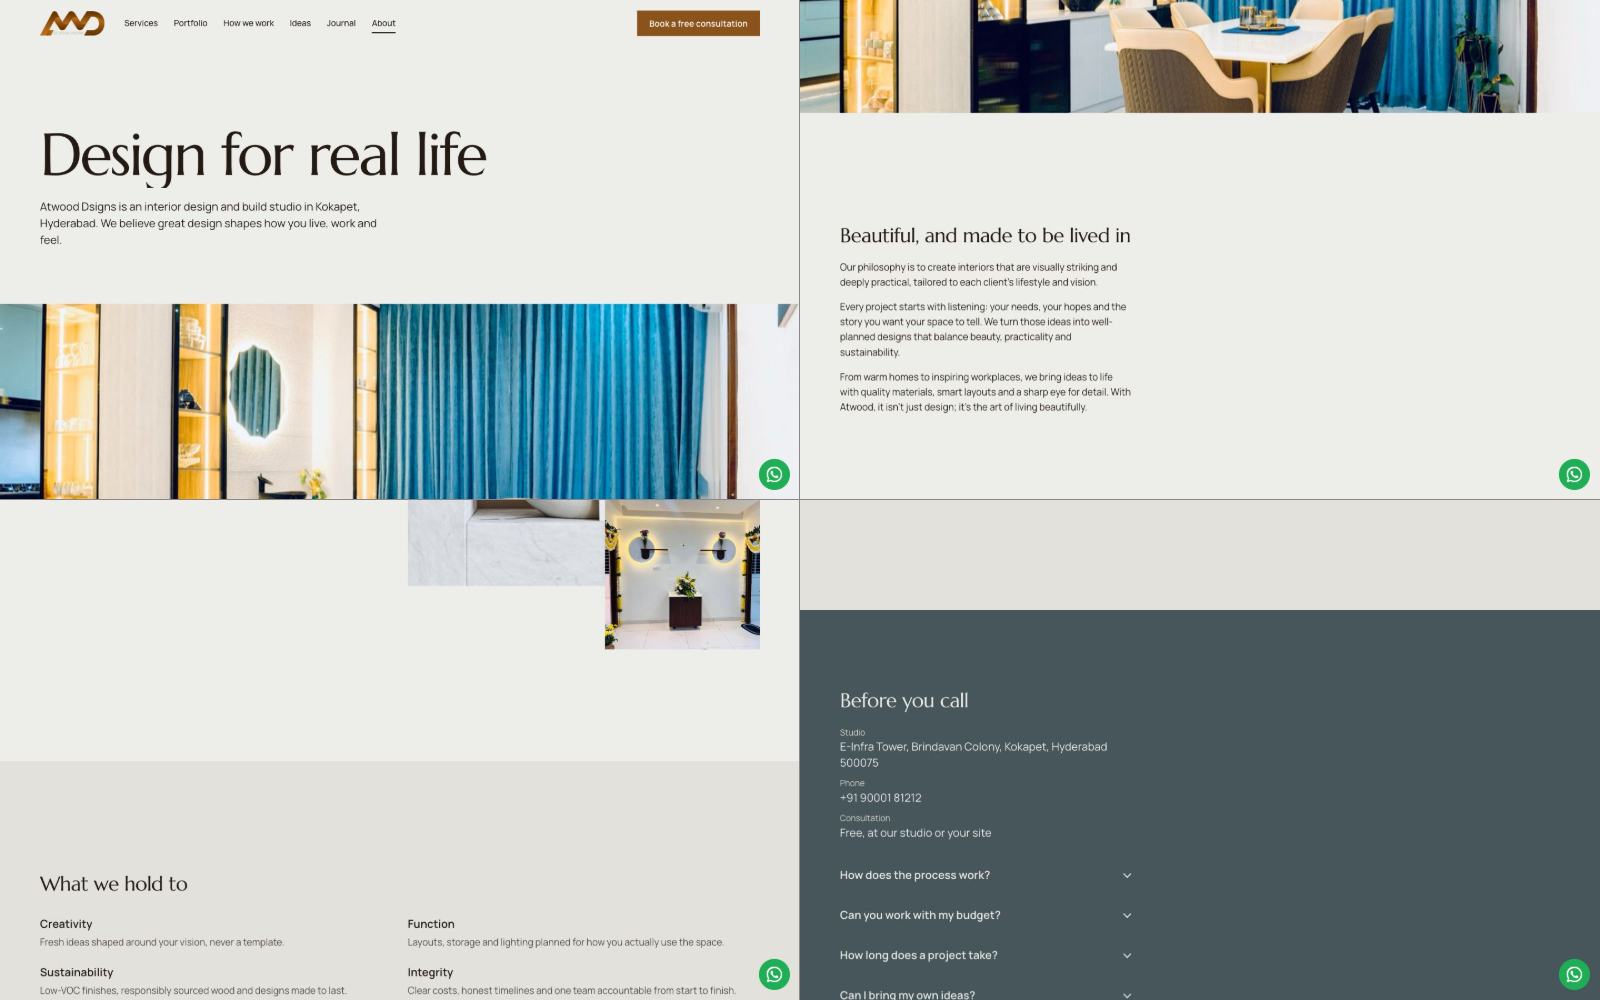 Services Portfolio How we work Ideas Journal About
Book a free consultation
Design for real life
Atwood Dsigns is an interior design and build studio in Kokapet,
Hyderabad. We believe great design shapes how you live, work and
feel.
Beautiful, and made to be lived in
Our philosophy is to create interiors that are visually striking and
deeply practical, tailored to each client's lifestyle and vision.
Every project starts with listening: your needs, your hopes and the
story you want your space to tell. We turn those ideas into well-
planned designs that balance beauty, practicality and
sustainability.
From warm homes to inspiring workplaces, we bring ideas to life
with quality materials, smart layouts and a sharp eye for detail. With
Atwood, it isn't just design; it's the art of living beautifully.
What we hold to
Creativity
Fresh ideas shaped around your vision, never a template.
Function
Layouts, storage and lighting planned for how you actually use the space.
Sustainability
Low-VOC finishes, responsibly sourced wood and designs made to last.
Integrity
Clear costs, honest timelines and one team accountable from start to finish.
Before you call
Studio
E-Infra Tower, Brindavan Colony, Kokapet, Hyderabad
500075
Phone
+91 90001 81212
Consultation
Free, at our studio or your site
How does the process work?
Can you work with my budget?
How long does a project take?
Can I bring my own ideas?